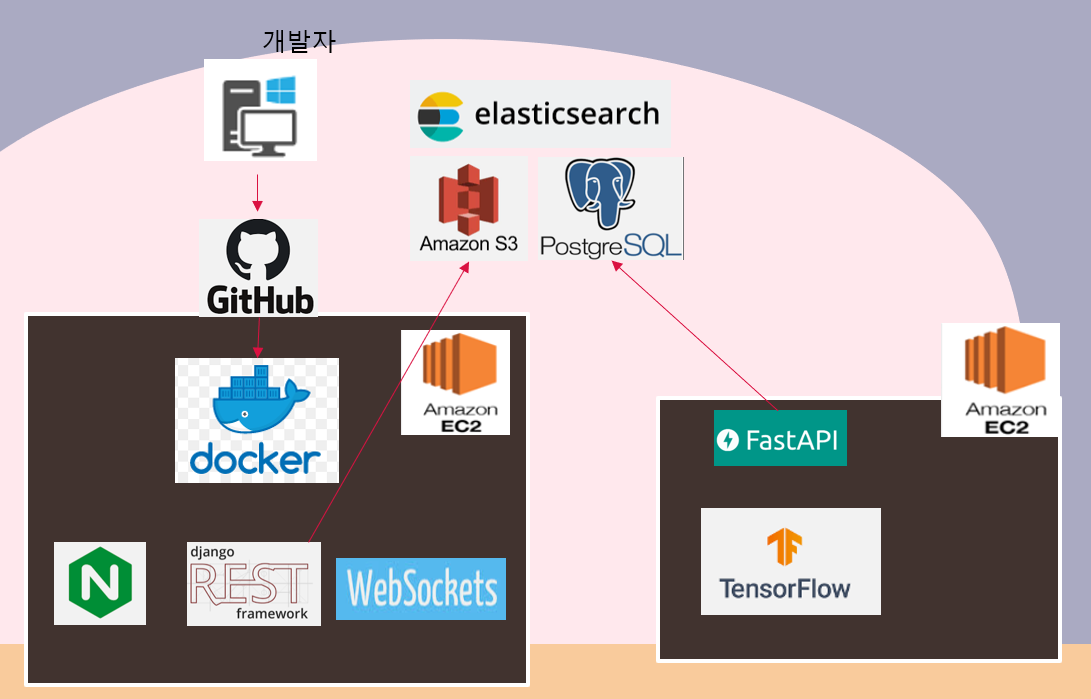 개발자
elasticsearch
Amazon S3
PostgreSQL
GitHub
Amazon
EC2
docker
Amazon
EC2
FastAPI
N
django
REST
framework
WebSockets
TensorFlow